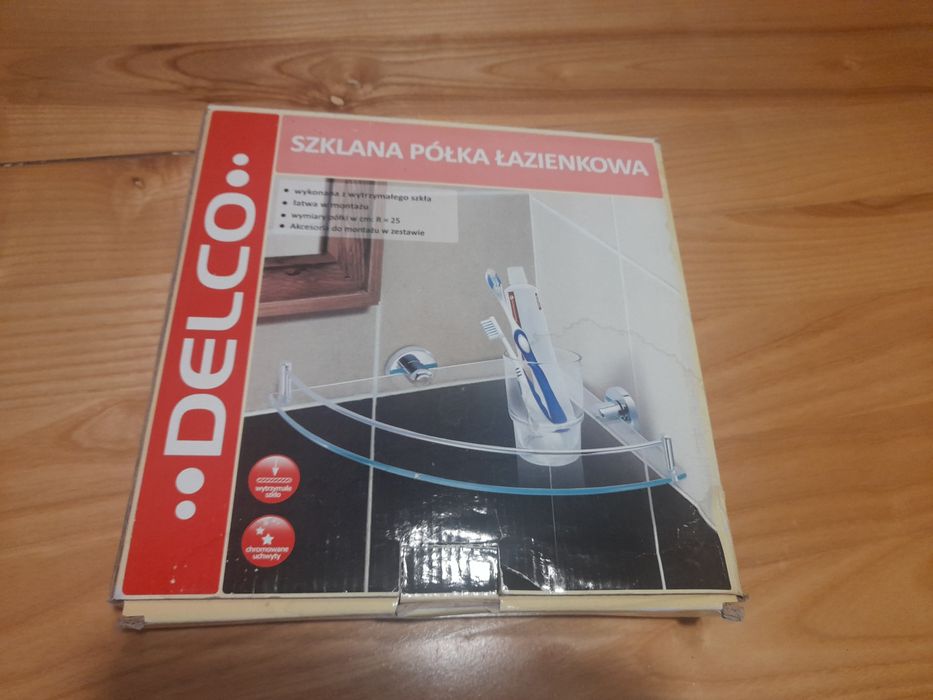 SZKLANA PÓŁKA ŁAZIENKOWA
• wykonana z wytrzymałego szkła
• łatwa w montażu
• wymiary półki w cm: R = 25
• Akcesoria do montażu w zestawie
••DELCO••
wytrzymałe
szkło
chromowane
uchwyty